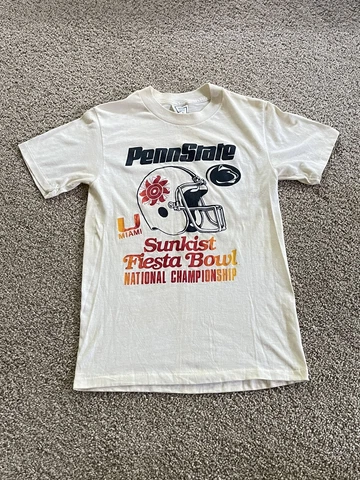 PennState
U
MIAMI
Sunkist
Fiesta Bowl
NATIONAL CHAMPIONSHIP